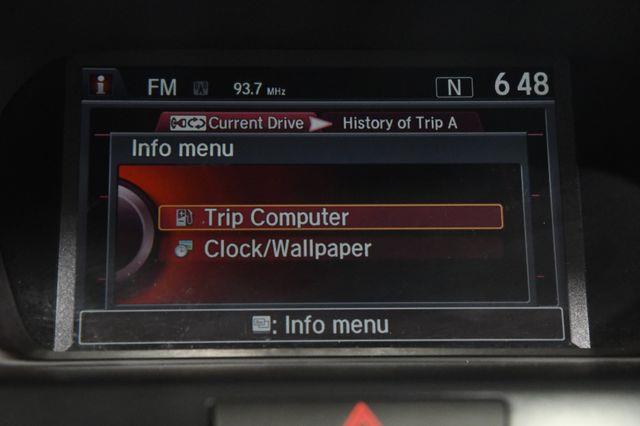 i FM 93.7 MHz N 6 48
Current Drive History of Trip A
Info menu
Trip Computer
Clock/Wallpaper
: Info menu